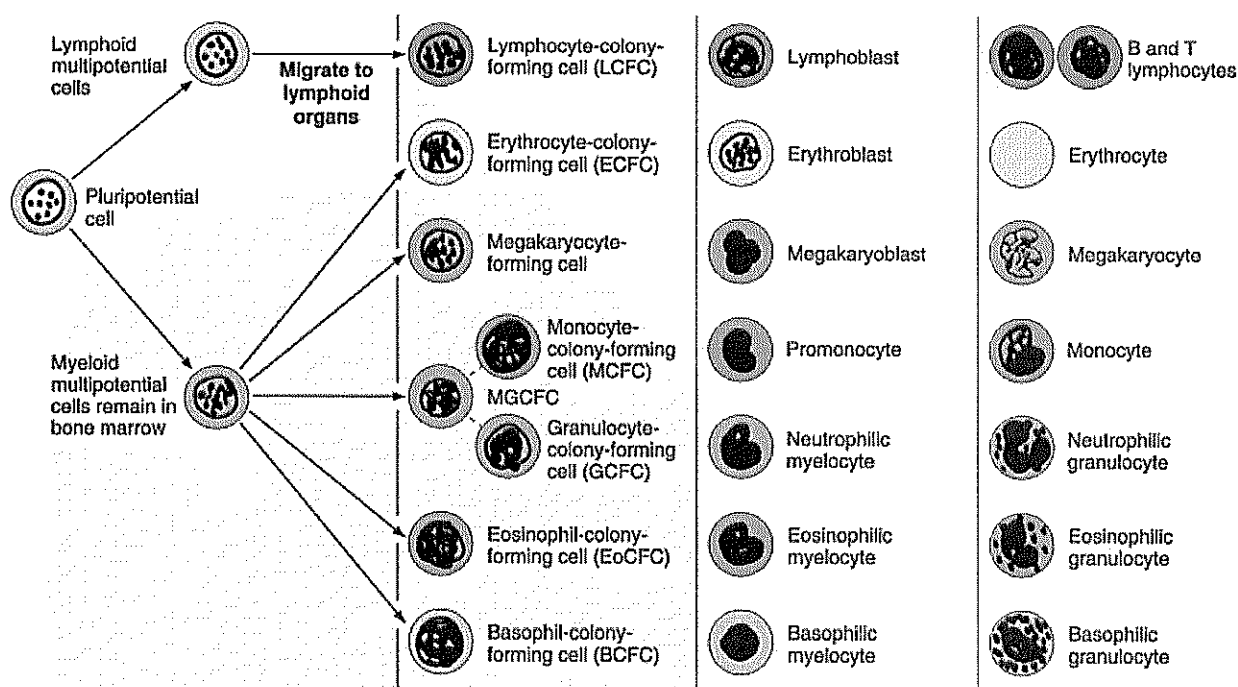 Lymphoid
multipotential
cells
Migrate to
lymphoid
organs
Pluripotential
cell
Myeloid
multipotential
cells remain in
bone marrow
Lymphocyte-colony-
forming cell (LCFC)
Erythrocyte-colony-
forming cell (ECFC)
Megakaryocyte-
forming cell
Monocyte-
colony-forming
cell (MCFC)
MGCFC
Granulocyte-
colony-forming
cell (GCFC)
Eosinophil-colony-
forming cell (EoCFC)
Basophil-colony-
forming cell (BCFC)
Lymphoblast
Erythroblast
Megakaryoblast
Promonocyte
Neutrophilic
myelocyte
Eosinophilic
myelocyte
Basophilic
myelocyte
B and T
lymphocytes
Erythrocyte
Megakaryocyte
Monocyte
Neutrophilic
granulocyte
Eosinophilic
granulocyte
Basophilic
granulocyte